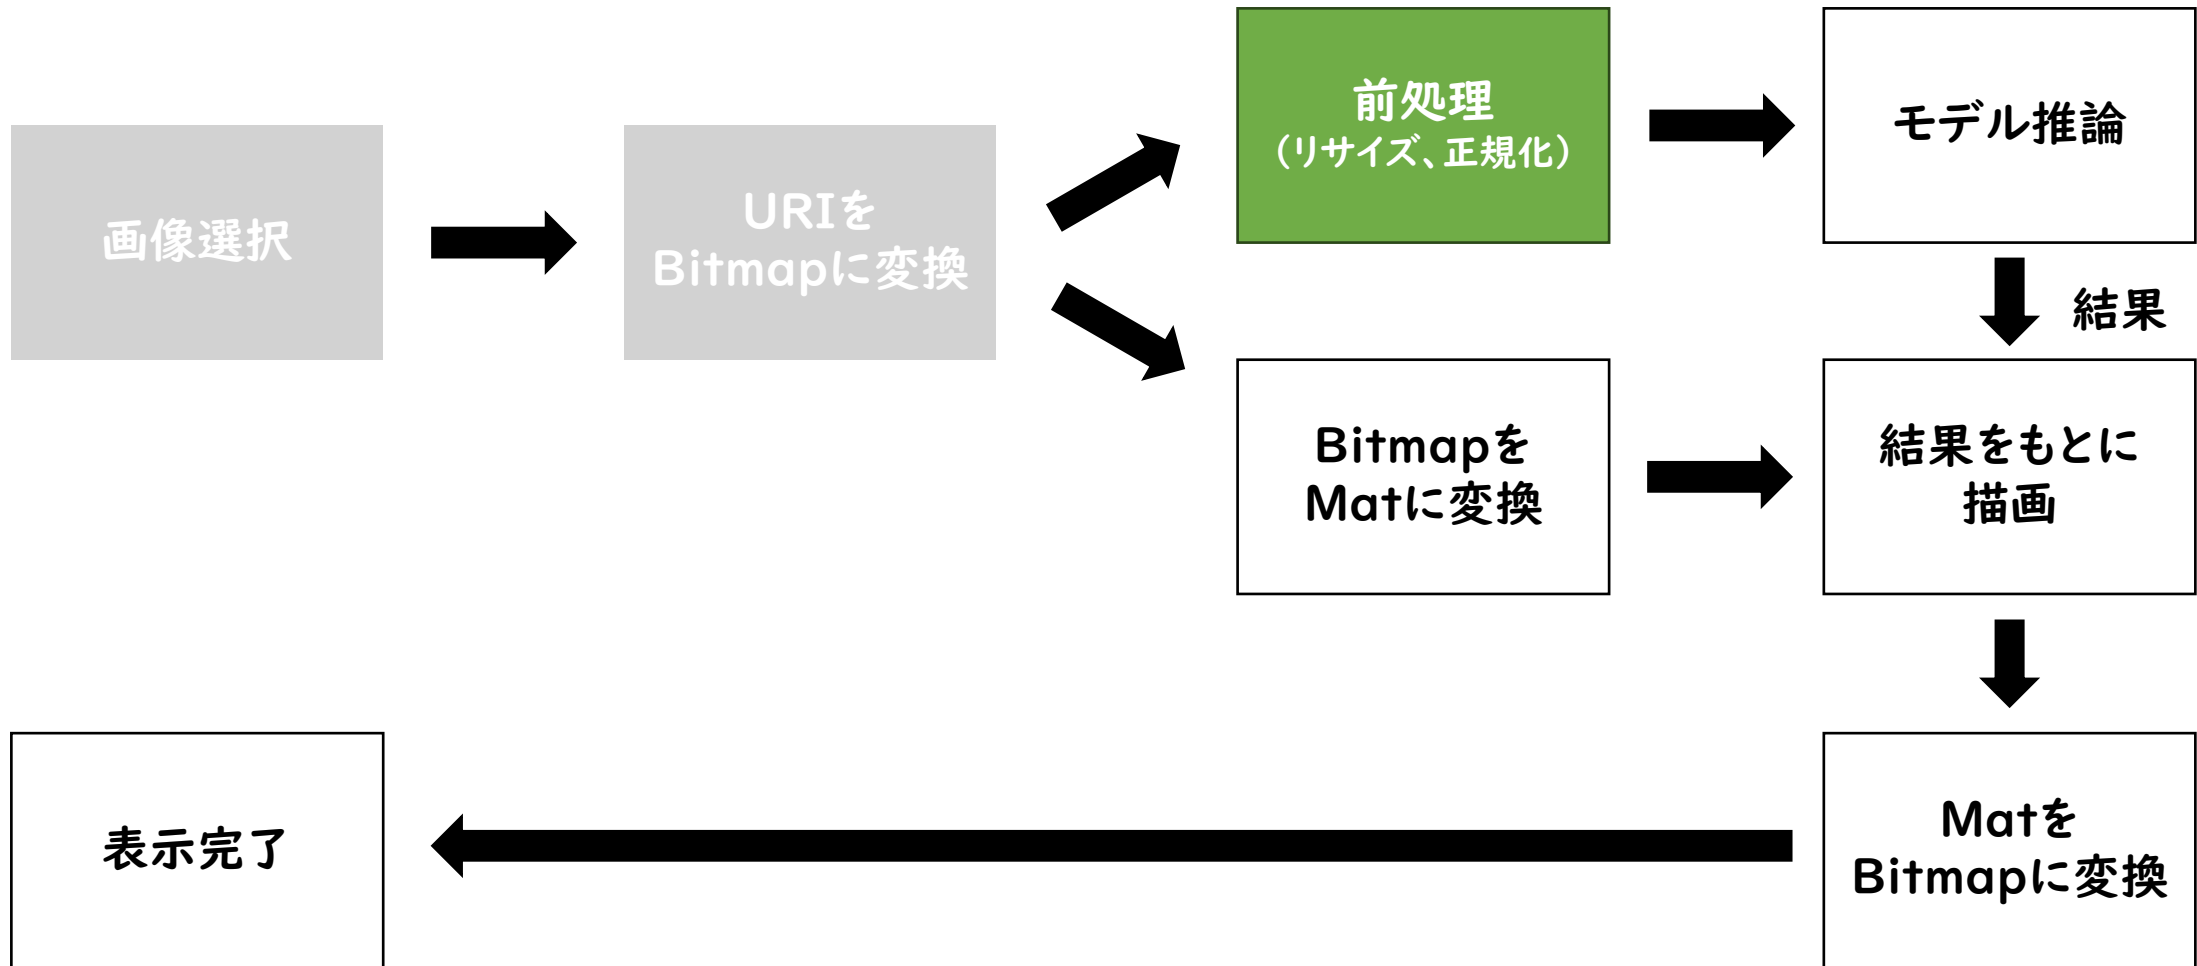 画像選択
URIを
Bitmapに変換
前処理
（リサイズ、正規化）
モデル推論
結果
Bitmapを
Matに変換
結果をもとに
描画
Matを
Bitmapに変換
表示完了